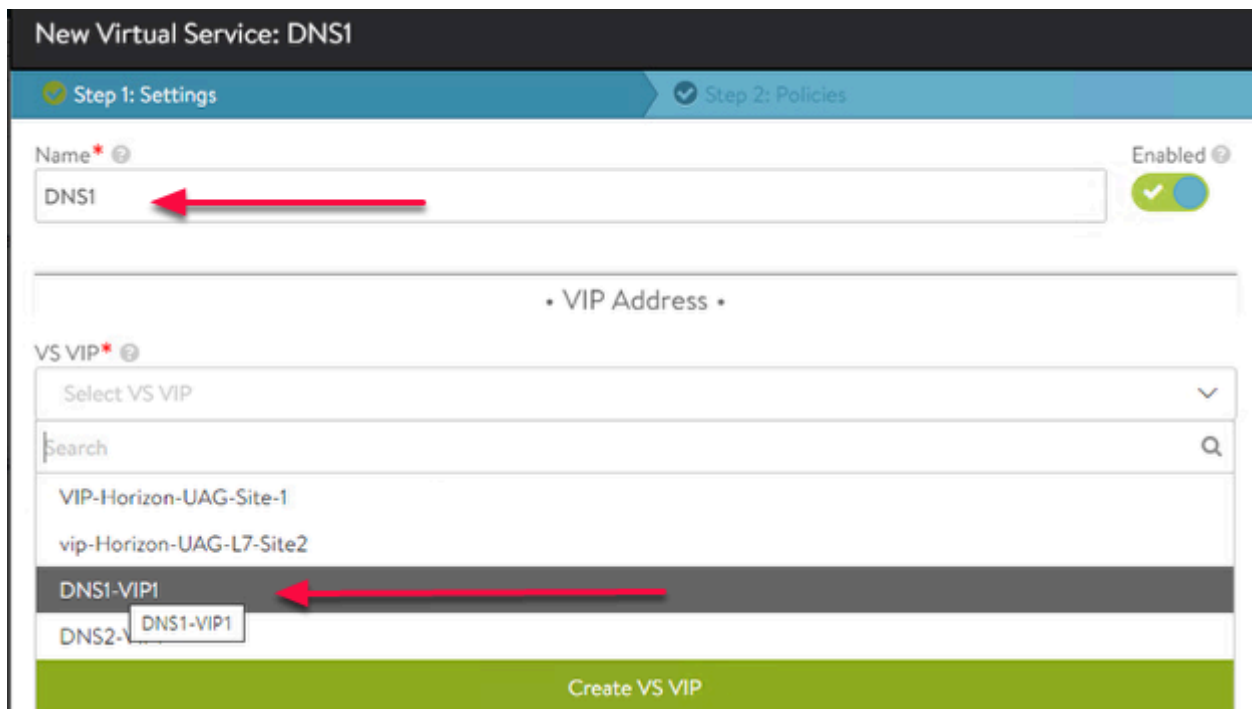 New Virtual Service: DNS1
Step 1: Settings
Step 2: Policies
Name*
Enabled
DNS1
• VIP Address •
VS VIP*
Select VS VIP
Search
VIP-Horizon-UAG-Site-1
vip-Horizon-UAG-L7-Site2
DNS1-VIP1
DNS1-VIP1
Create VS VIP